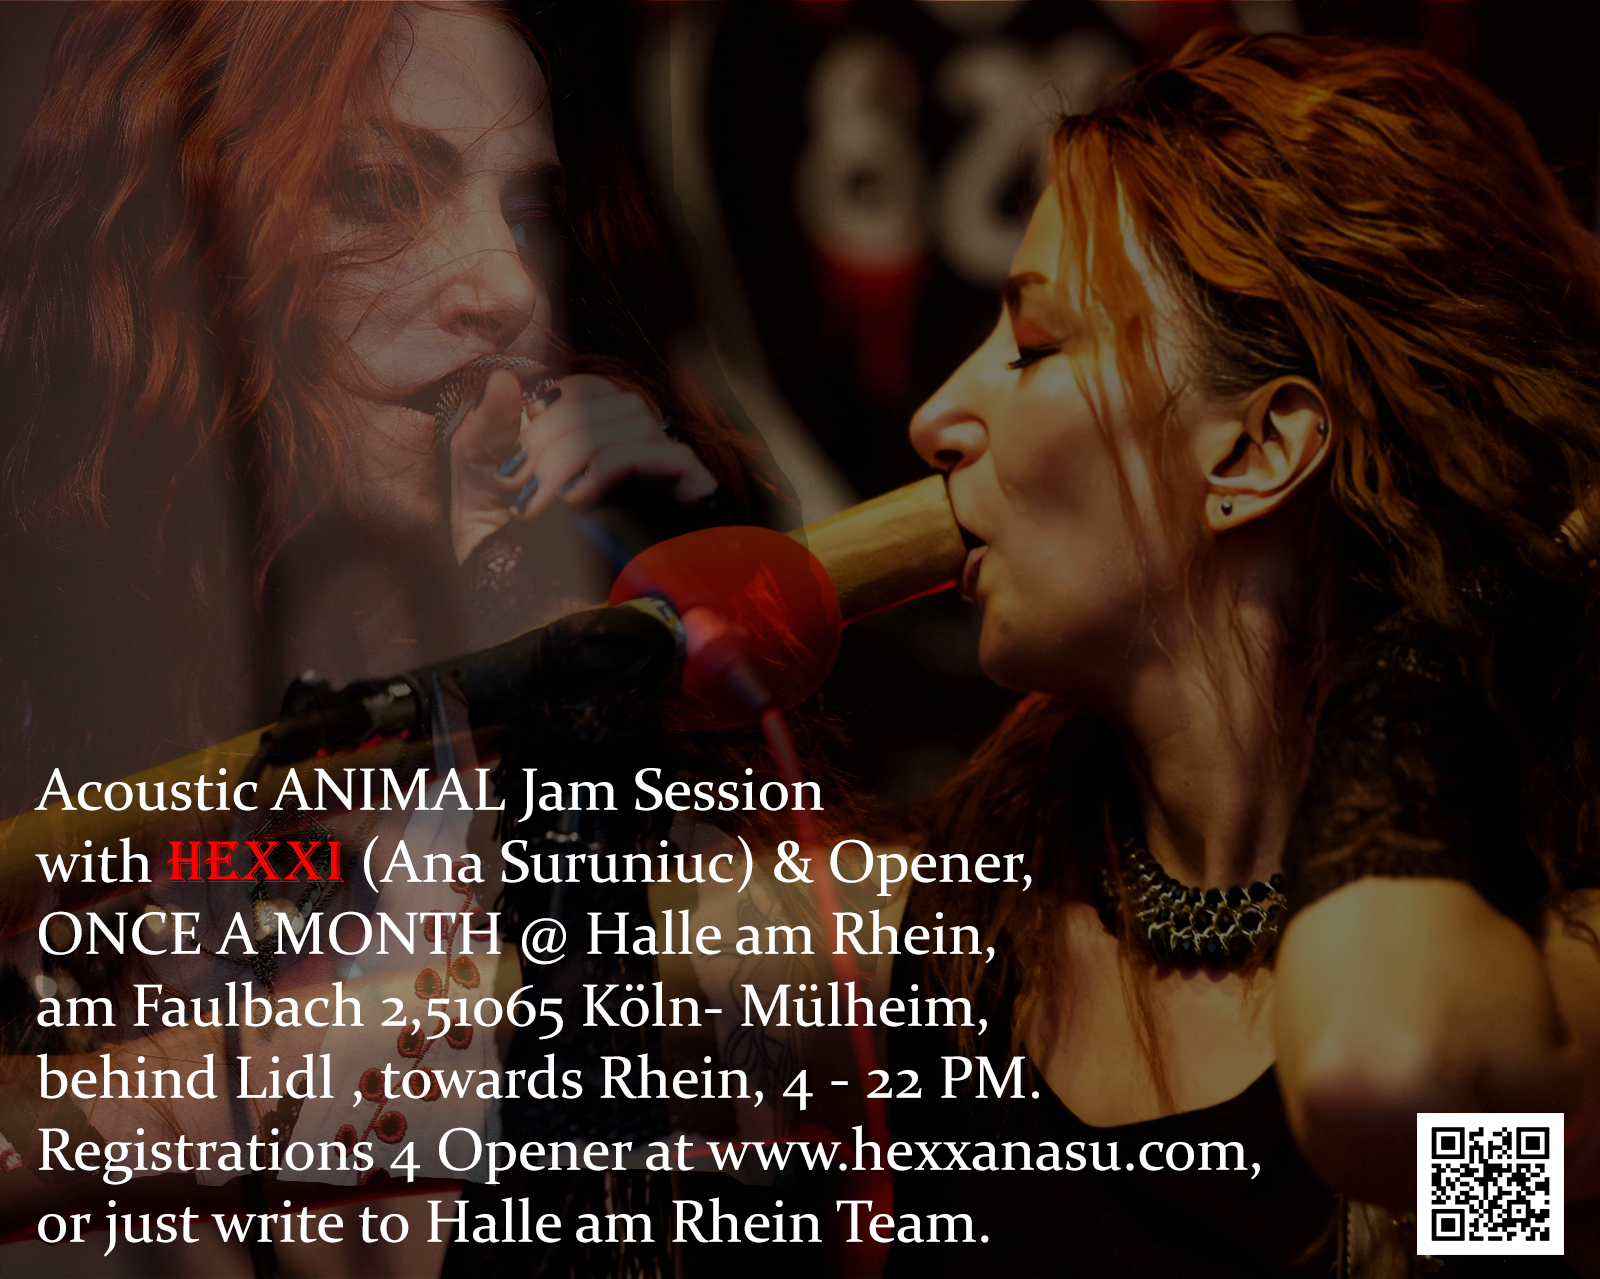 Acoustic ANIMAL Jam Session
with HEXXI (Ana Suruniuc) & Opener,
ONCE A MONTH @ Halle am Rhein,
am Faulbach 2,51065 Köln- Mülheim,
behind Lidl , towards Rhein, 4 - 22 PM.
Registrations 4 Opener at www.hexxanasu.com,
or just write to Halle am Rhein Team.